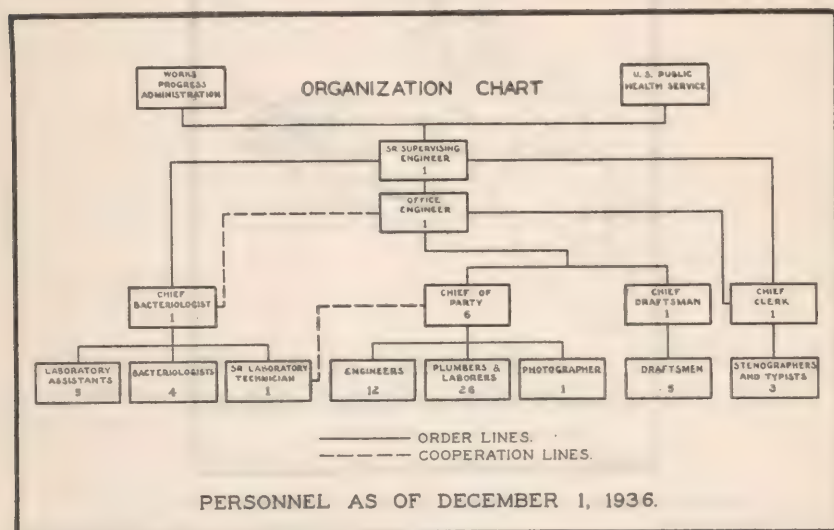 WORKS
PROGRESS
ADMINISTRATION
ORGANIZATION CHART
U.S. PUBLIC
HEALTH SERVICE
SR SUPERVISING
ENGINEER
1
OFFICE
ENGINEER
1
CHIEF
BACTERIOLOGIST
1
CHIEF OF
PARTY
6
CHIEF
DRAFTSMAN
1
CHIEF
CLERK
1
LABORATORY
ASSISTANTS
5
BACTERIOLOGISTS
4
SR LABORATORY
TECHNICIAN
1
ENGINEERS
12
PLUMBERS &
LABORERS
26
PHOTOGRAPHER
1
DRAFTSMEN
5
STENOGRAPHERS
AND TYPISTS
3
ORDER LINES.
COOPERATION LINES.
PERSONNEL AS OF DECEMBER 1, 1936.